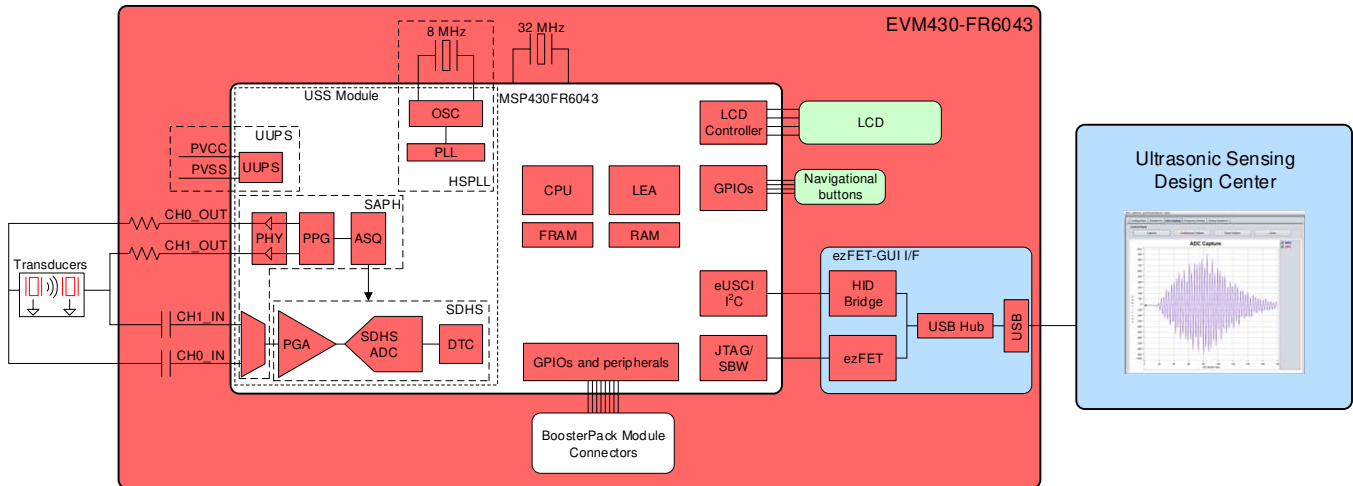 EVM430-FR6043
8 MHz
32 MHz
USS Module
MSP430FR6043
OSC
PLL
HSPLL
UUPS
PVCC
PVSS
UUPS
SAPH
CH0_OUT
CH1_OUT
PHY
PPG
ASQ
Transducers
CH1_IN
CH0_IN
PGA
SDHS
SDHS
ADC
DTC
CPU
LEA
FRAM
RAM
LCD
Controller
LCD
GPIOs
Navigational
buttons
eUSCI
I²C
JTAG/
SBW
GPIOs and peripherals
BoosterPack Module
Connectors
ezFET-GUI I/F
HID
Bridge
ezFET
USB Hub
USB
Ultrasonic Sensing
Design Center
ADC Capture